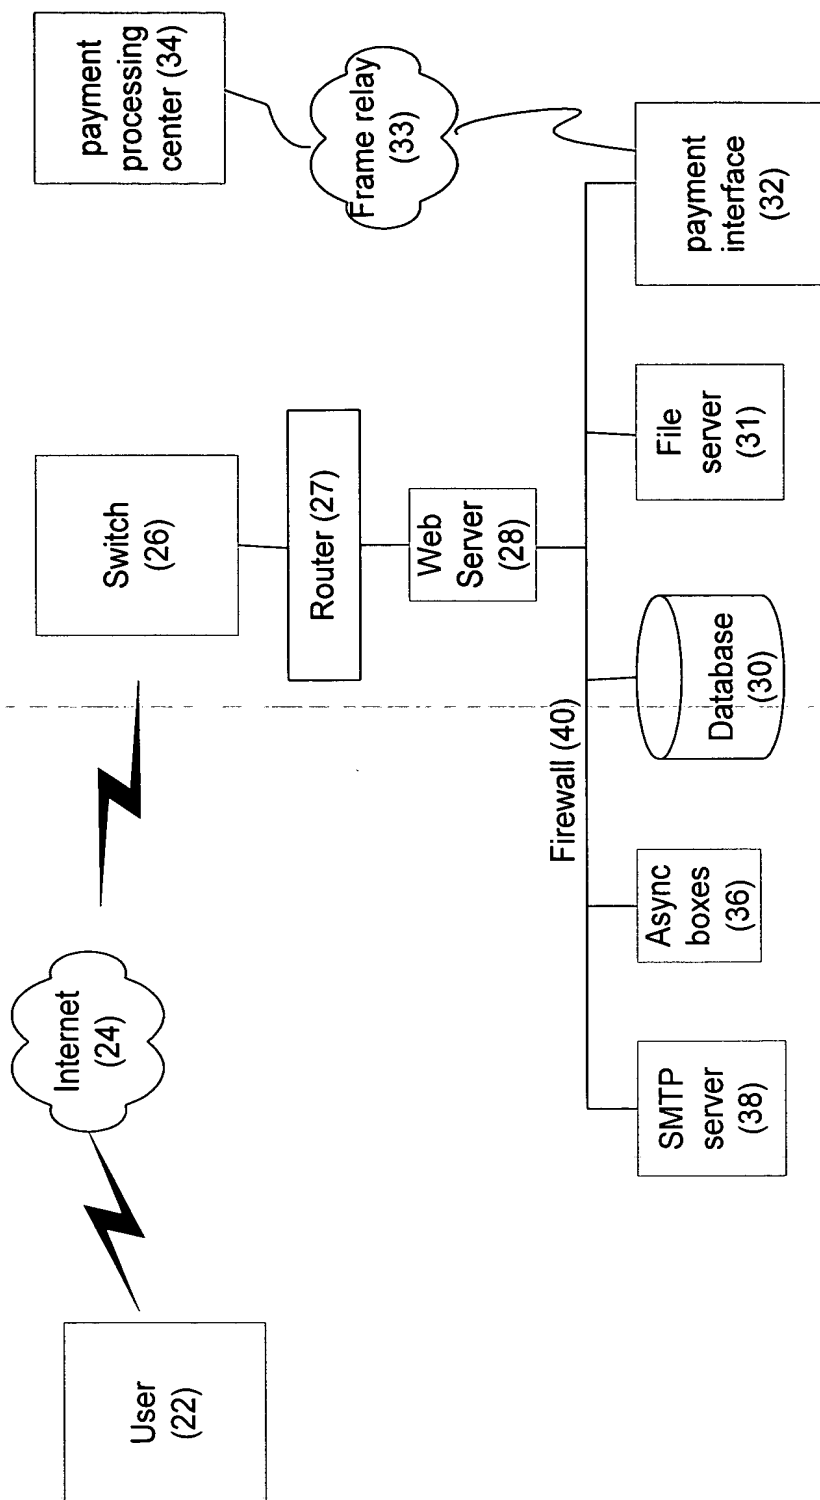 User
(22)
Internet
(24)
Switch
(26)
payment
processing
center (34)
Router (27)
Frame relay
(33)
Web
Server
(28)
Firewall (40)
SMTP
server
(38)
Async
boxes
(36)
Database
(30)
File
server
(31)
payment
interface
(32)